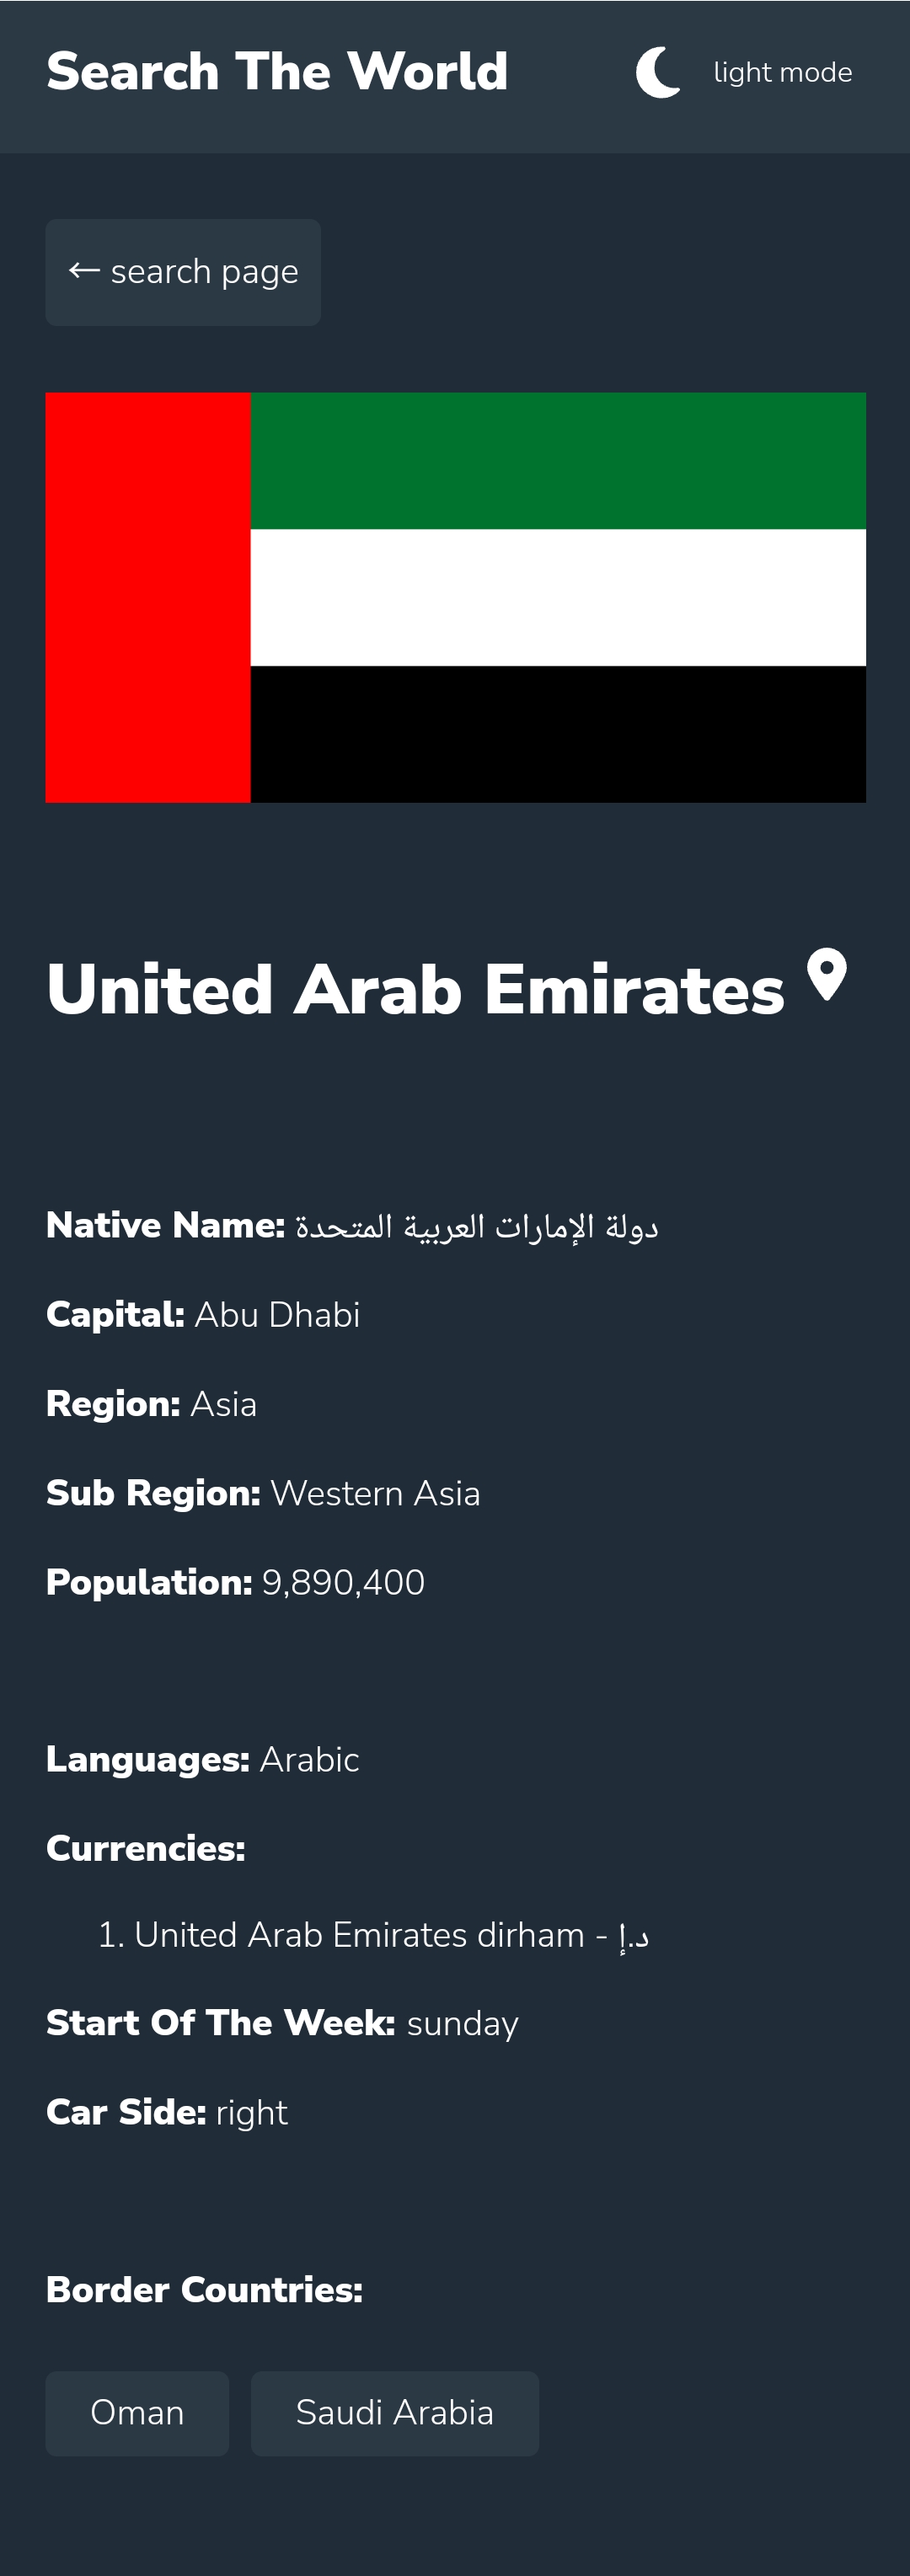 Search The World
light mode
← search page
United Arab Emirates
Native Name: دولة الإمارات العربية المتحدة
Capital: Abu Dhabi
Region: Asia
Sub Region: Western Asia
Population: 9,890,400
Languages: Arabic
Currencies:
1. United Arab Emirates dirham - د.إ
Start Of The Week: sunday
Car Side: right
Border Countries:
Oman
Saudi Arabia